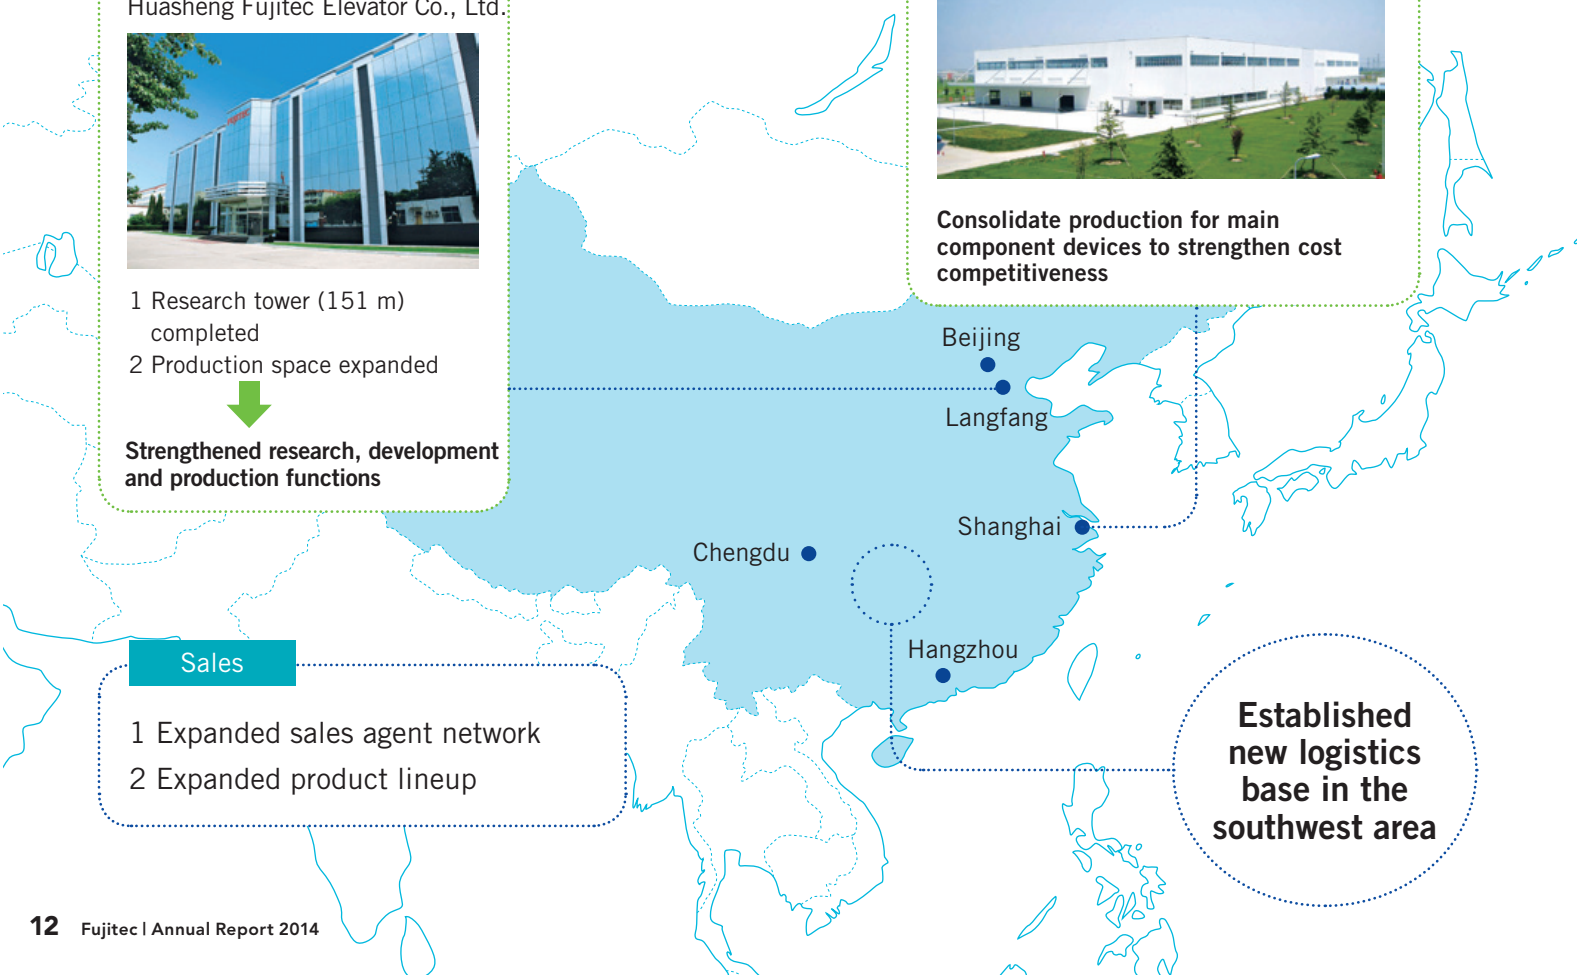 Huasheng Fujitec Elevator Co., Ltd.
1 Research tower (151 m)
completed
2 Production space expanded
Strengthened research, development
and production functions
Consolidate production for main
component devices to strengthen cost
competitiveness
Beijing
Langfang
Shanghai
Chengdu
Hangzhou
Sales
1 Expanded sales agent network
2 Expanded product lineup
Established
new logistics
base in the
southwest area
12 Fujitec | Annual Report 2014